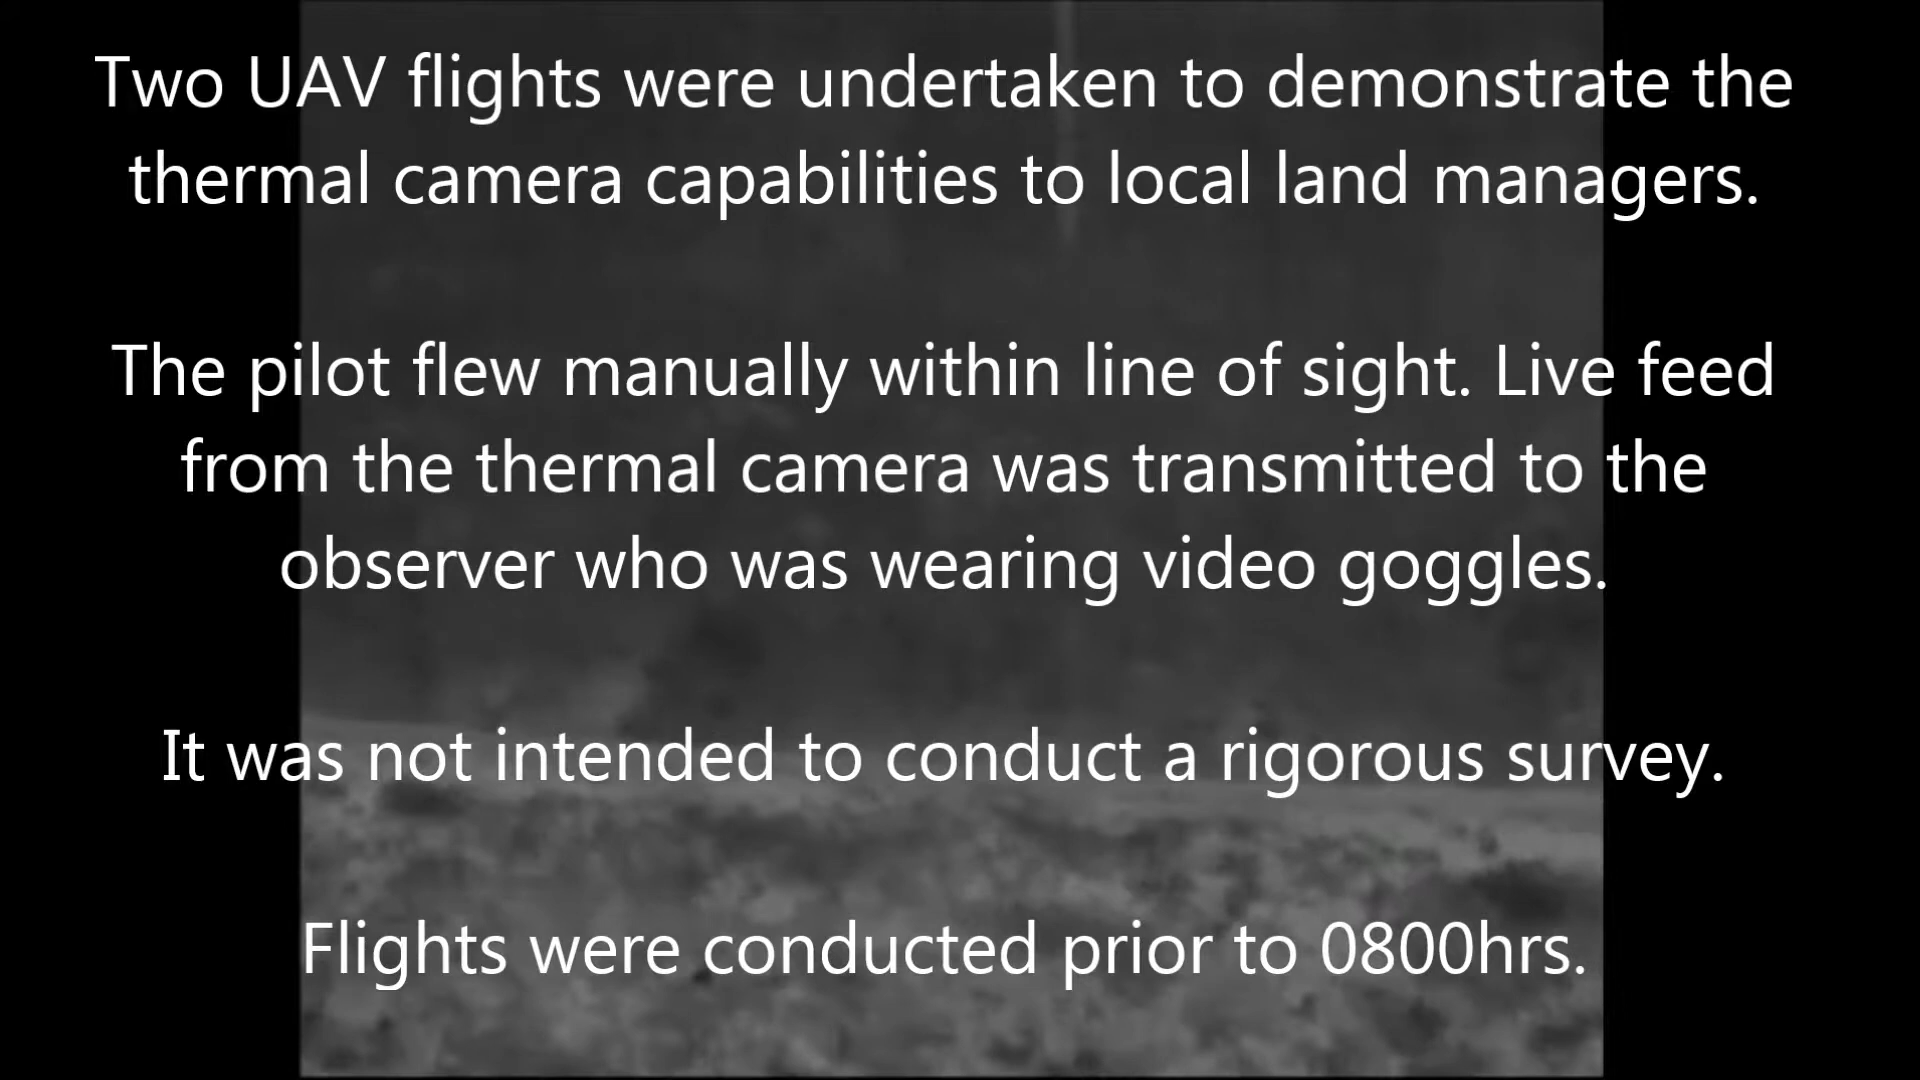 Two UAV flights were undertaken to demonstrate the
thermal camera capabilities to local land managers.
The pilot flew manually within line of sight. Live feed
from the thermal camera was transmitted to the
observer who was wearing video goggles.
It was not intended to conduct a rigorous survey.
Flights were conducted prior to 0800hrs.